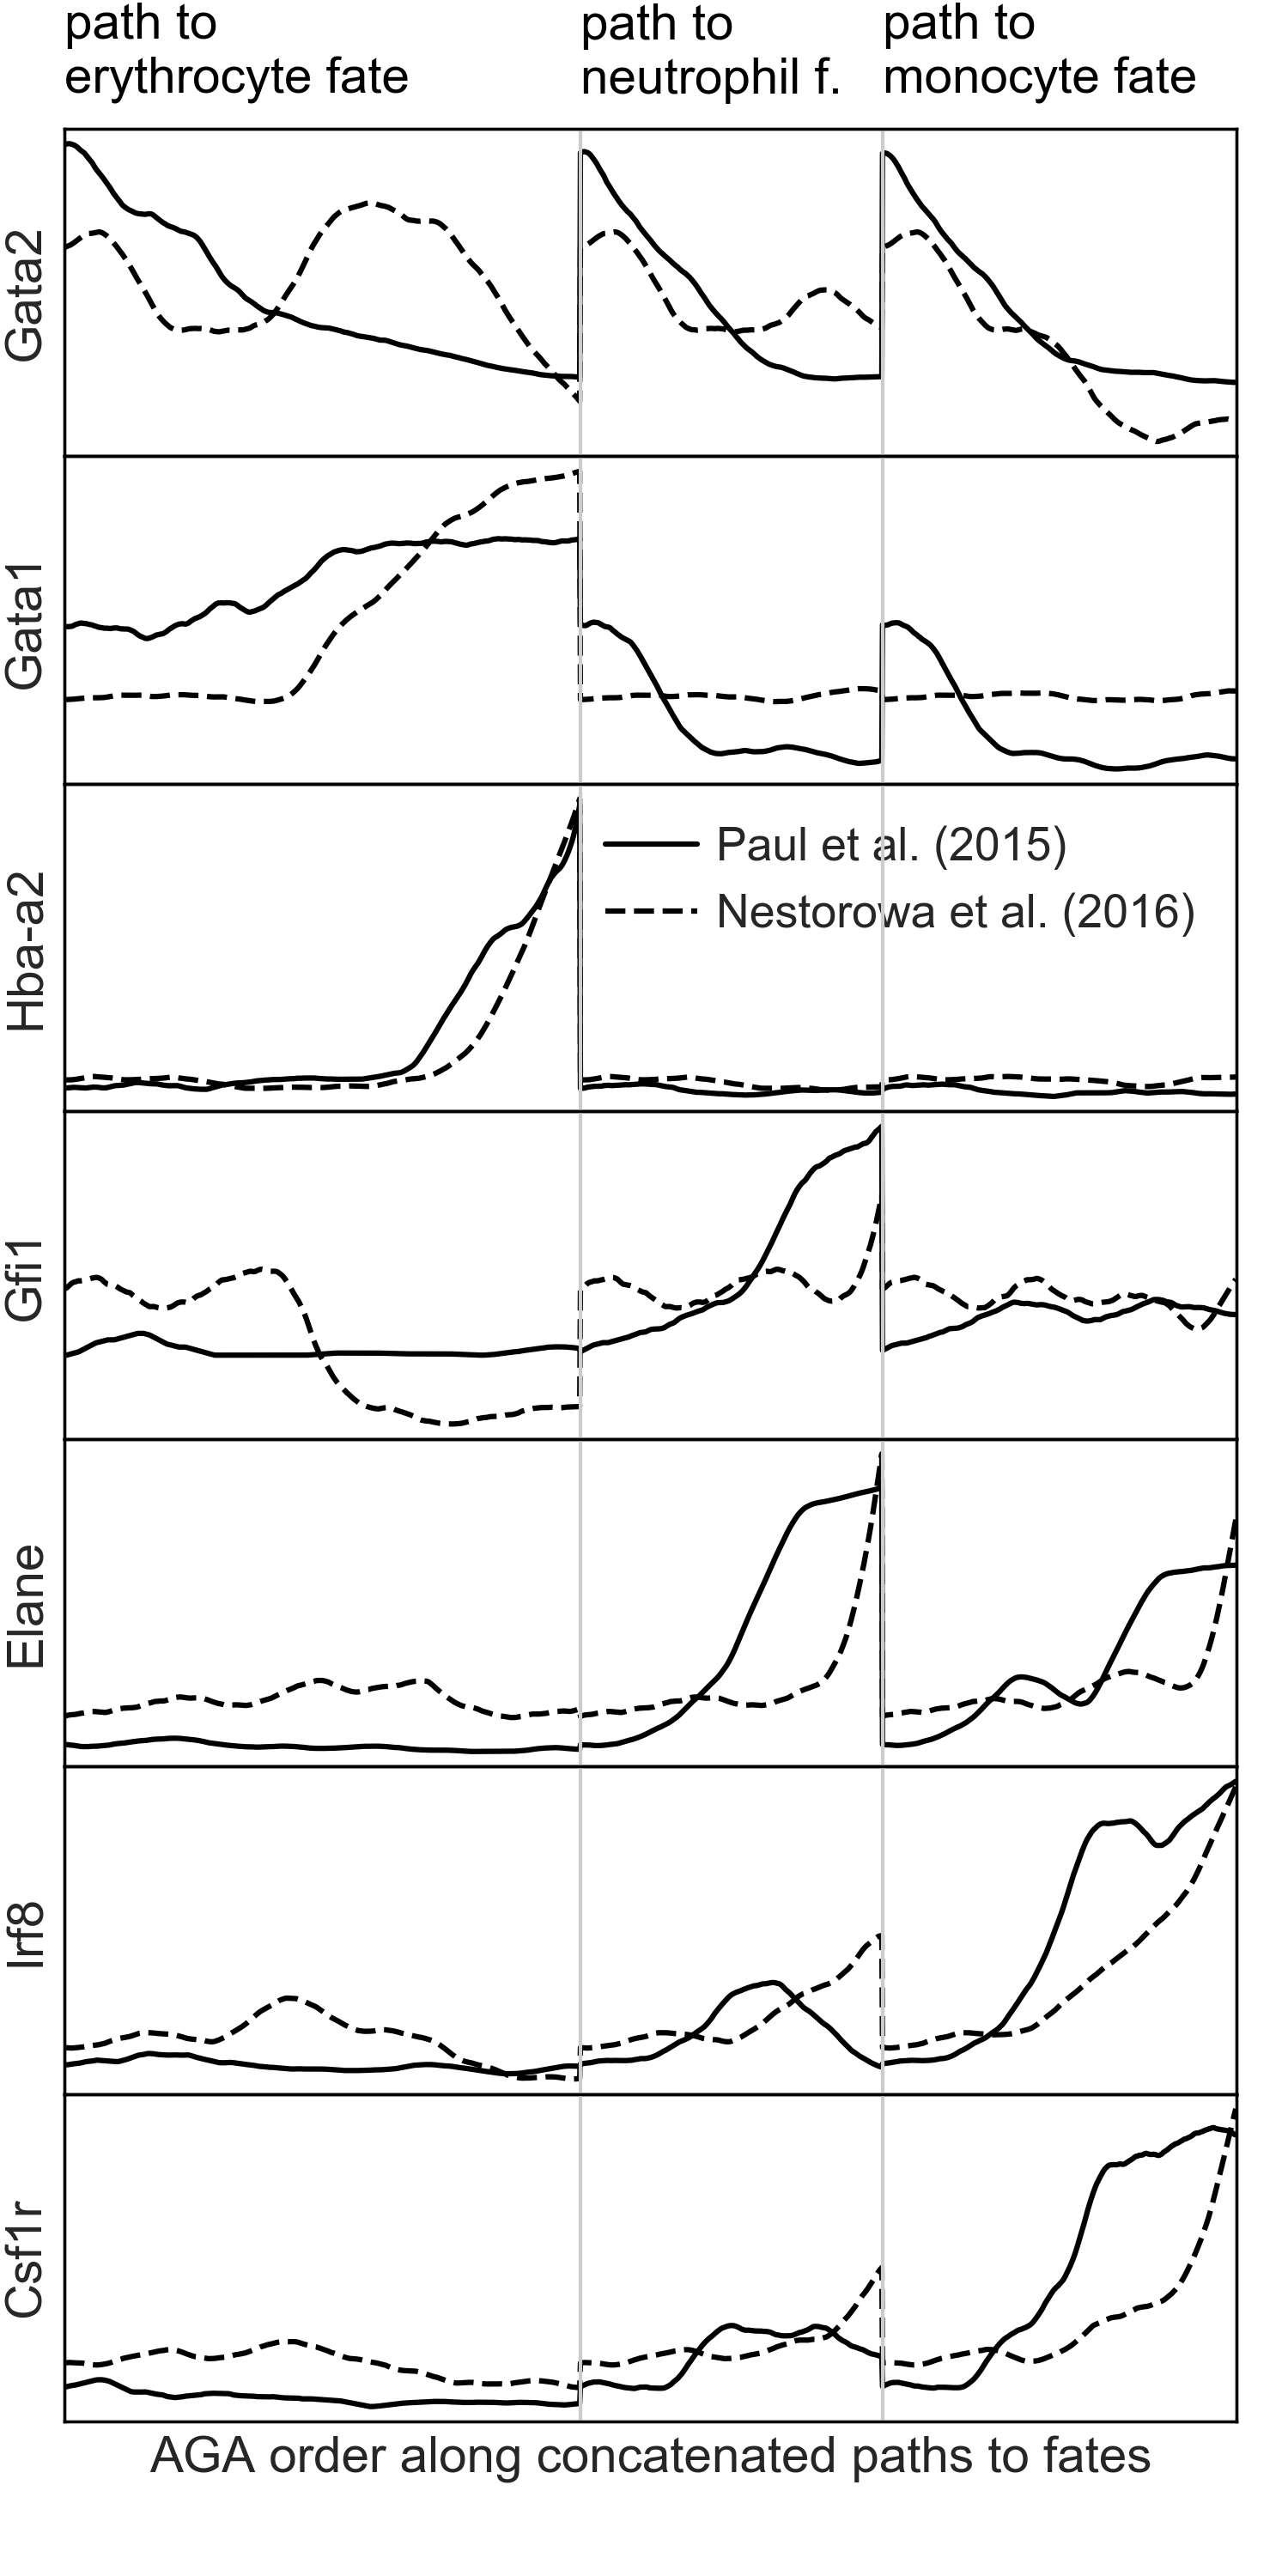 path to
erythrocyte fate
path to
neutrophil f.
path to
monocyte fate
Gata2
Gata1
Hba-a2
Paul et al. (2015)
Nestorowa et al. (2016)
Gfi1
Elane
Irf8
Csf1r
AGA order along concatenated paths to fates